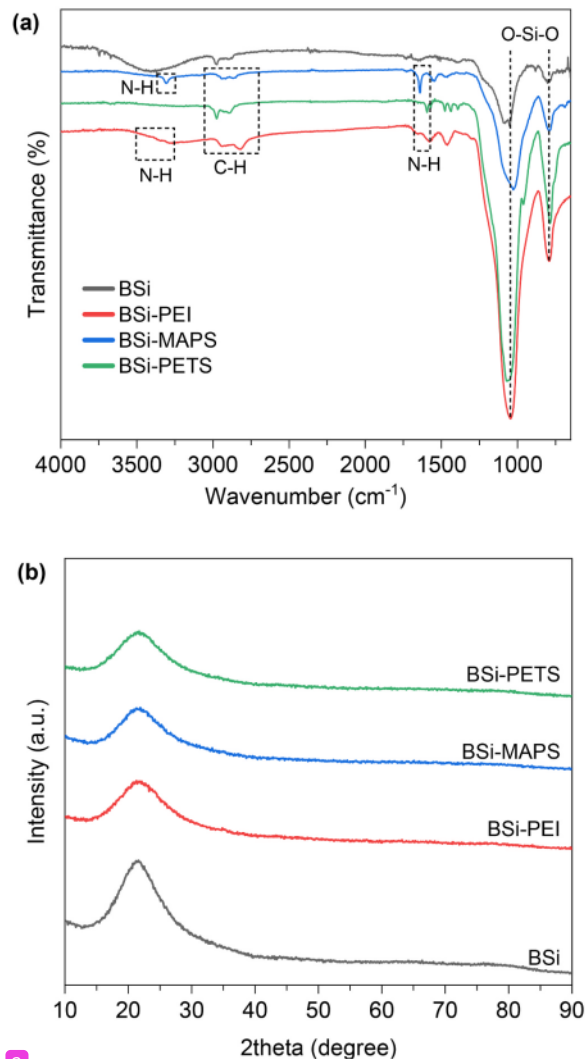 (a)
O-Si-O
N-H
N-H
C-H
N-H
BSi
BSi-PEI
BSi-MAPS
BSi-PETS
Transmittance (%)
4000 3500 3000 2500 2000 1500 1000
Wavenumber (cm⁻¹)
(b)
BSi-PETS
BSi-MAPS
BSi-PEI
BSi
Intensity (a.u.)
10 20 30 40 50 60 70 80 90
2theta (degree)